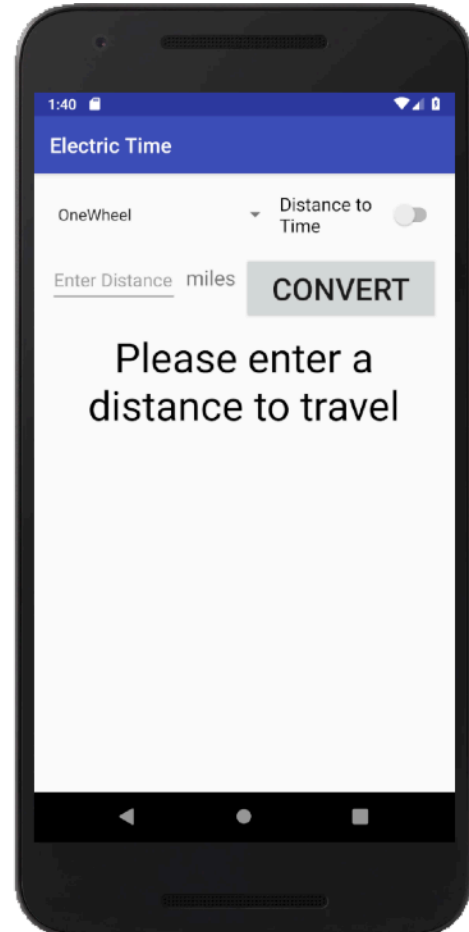 1:40
Electric Time
OneWheel
Distance to
Time
Enter Distance miles
CONVERT
Please enter a
distance to travel